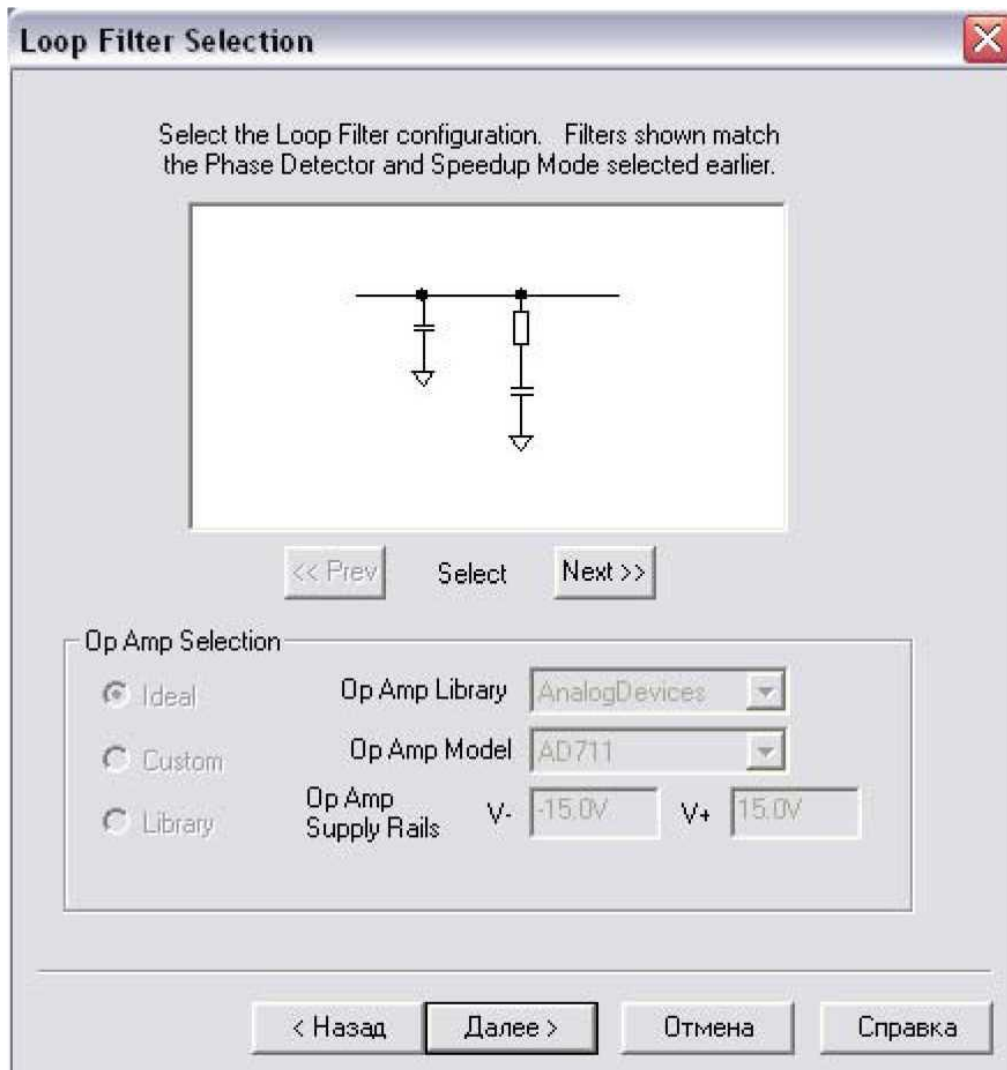 Loop Filter Selection
Select the Loop Filter configuration. Filters shown match
the Phase Detector and Speedup Mode selected earlier.
<< Prev Select Next >>
Op Amp Selection
Ideal Op Amp Library AnalogDevices
Custom Op Amp Model AD711
Library Op Amp Supply Rails V- -15.0V V+ 15.0V
< Назад Далее > Отмена Справка